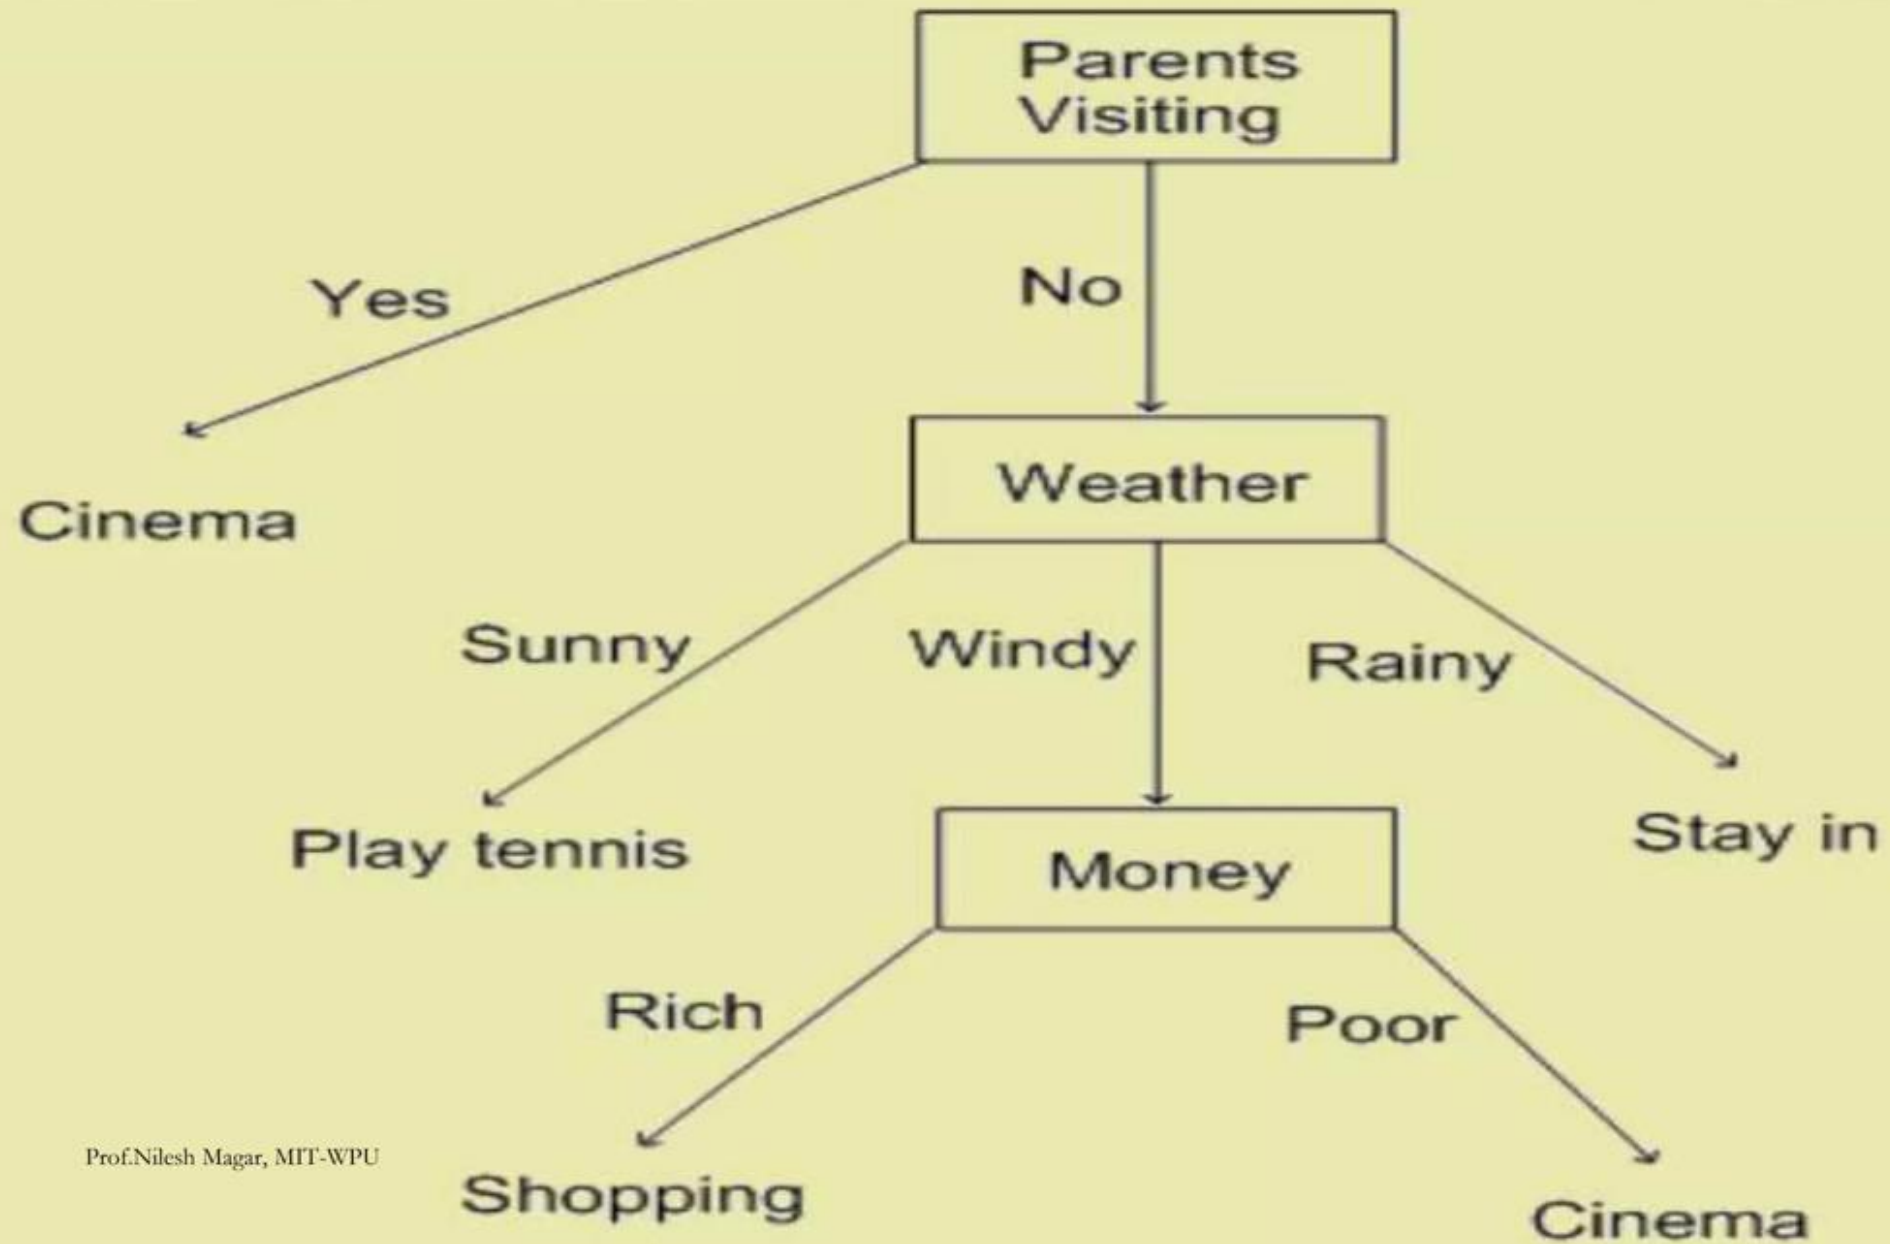 Parents
Visiting
Yes
No
Cinema
Weather
Sunny
Windy
Rainy
Play tennis
Money
Stay in
Rich
Poor
Prof.Nilesh Magar, MIT-WPU
Shopping
Cinema